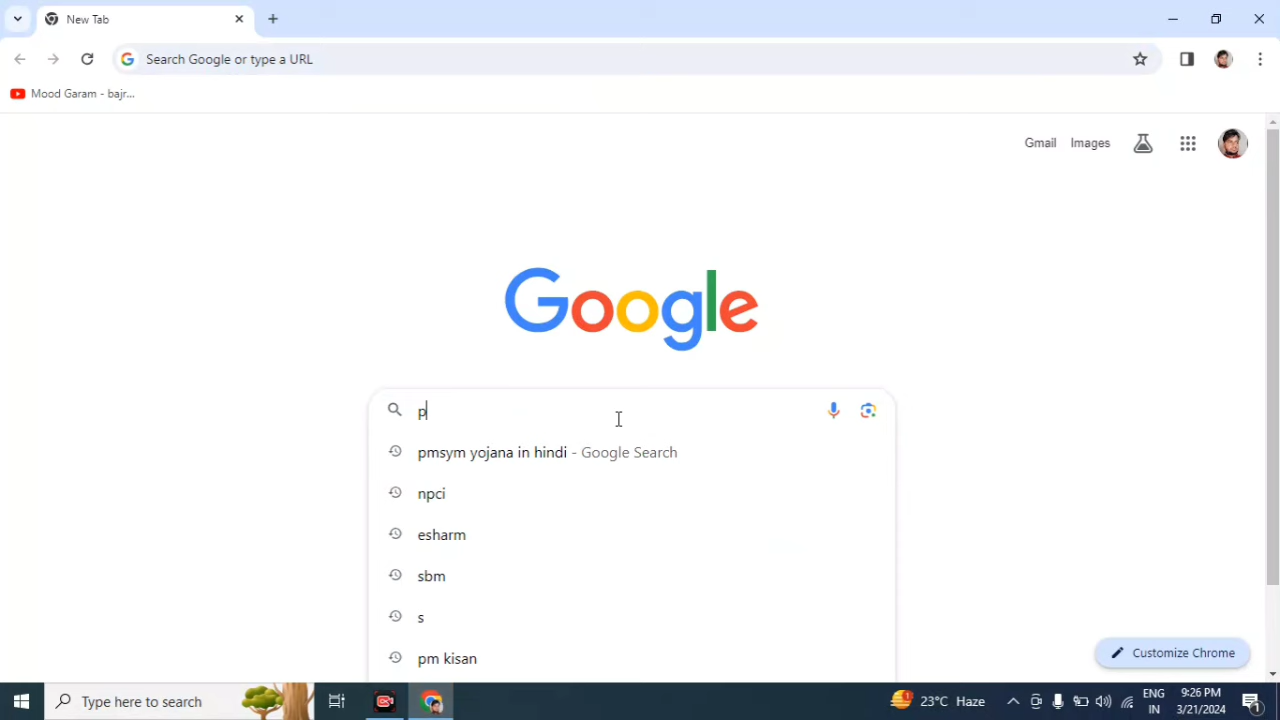 New Tab
Search Google or type a URL
Mood Garam - bajr...
Gmail Images
Google
p
pmsym yojana in hindi - Google Search
npci
esharm
sbm
s
pm kisan
Customize Chrome
Type here to search
1
23°C Haze
ENG
IN
9:26 PM
3/21/2024
1